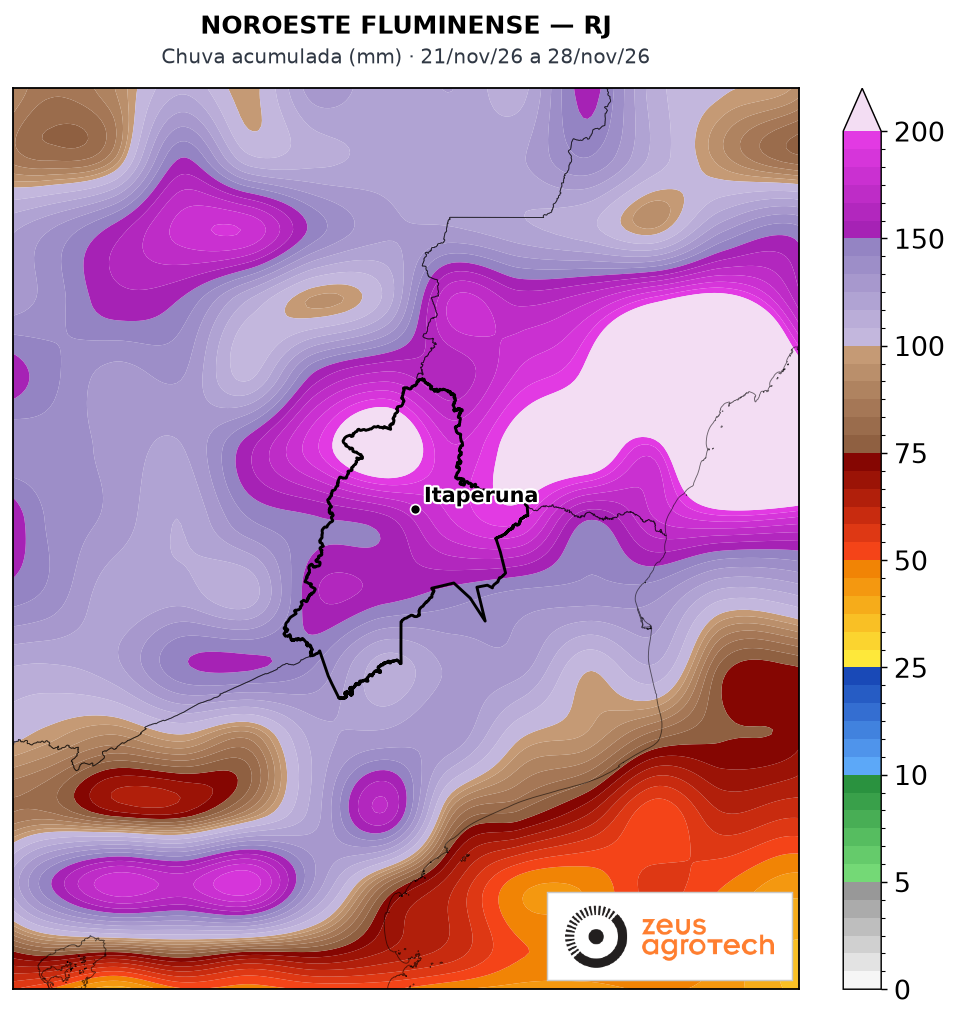 NOROESTE FLUMINENSE — RJ
Chuva acumulada (mm) · 21/nov/26 a 28/nov/26
200
150
100
75
50
25
10
5
0
Itaperuna
zeus
agrotech